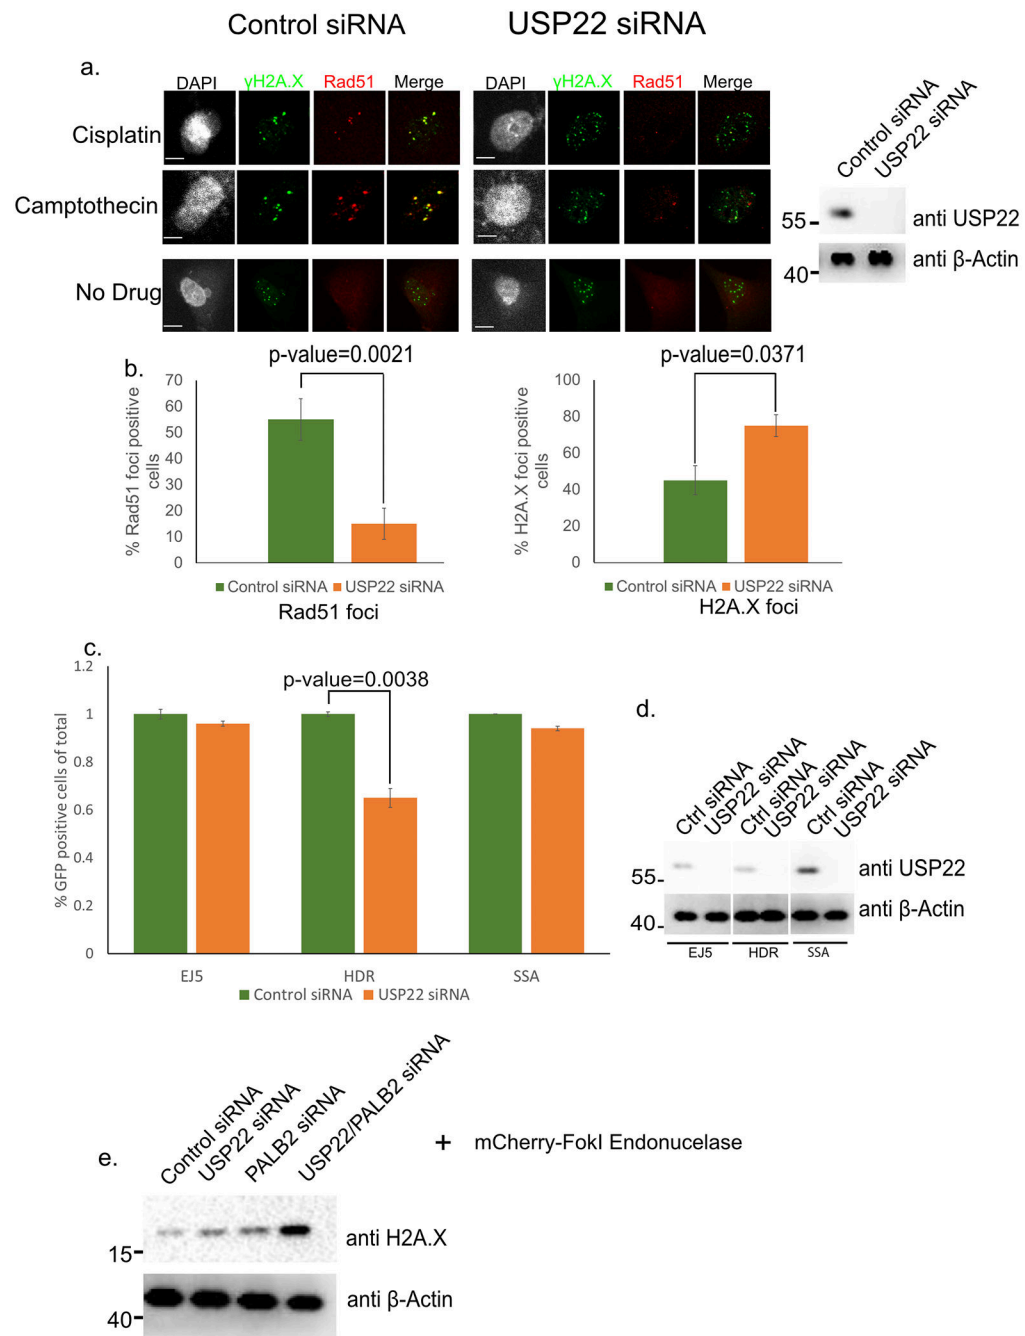 Control siRNA
USP22 siRNA
a.
DAPI
γH2A.X
Rad51
Merge
DAPI
γH2A.X
Rad51
Merge
Cisplatin
Camptothecin
No Drug
Control siRNA
USP22 siRNA
55
anti USP22
40
anti β-Actin
b.
p-value=0.0021
% Rad51 foci positive
cells
70
60
50
40
30
20
10
0
Control siRNA
USP22 siRNA
Rad51 foci
p-value=0.0371
% H2A.X foci positive
cells
100
80
60
40
20
0
Control siRNA
USP22 siRNA
H2A.X foci
c.
% GFP positive cells of total
1.2
1
0.8
0.6
0.4
0.2
0
p-value=0.0038
EJ5
HDR
SSA
Control siRNA
USP22 siRNA
d.
Ctrl siRNA
USP22 siRNA
Ctrl siRNA
USP22 siRNA
Ctrl siRNA
USP22 siRNA
55
anti USP22
40
anti β-Actin
EJ5
HDR
SSA
e.
Control siRNA
USP22 siRNA
PALB2 siRNA
USP22/PALB2 siRNA
+ mCherry-FokI Endonucelase
15
anti H2A.X
40
anti β-Actin